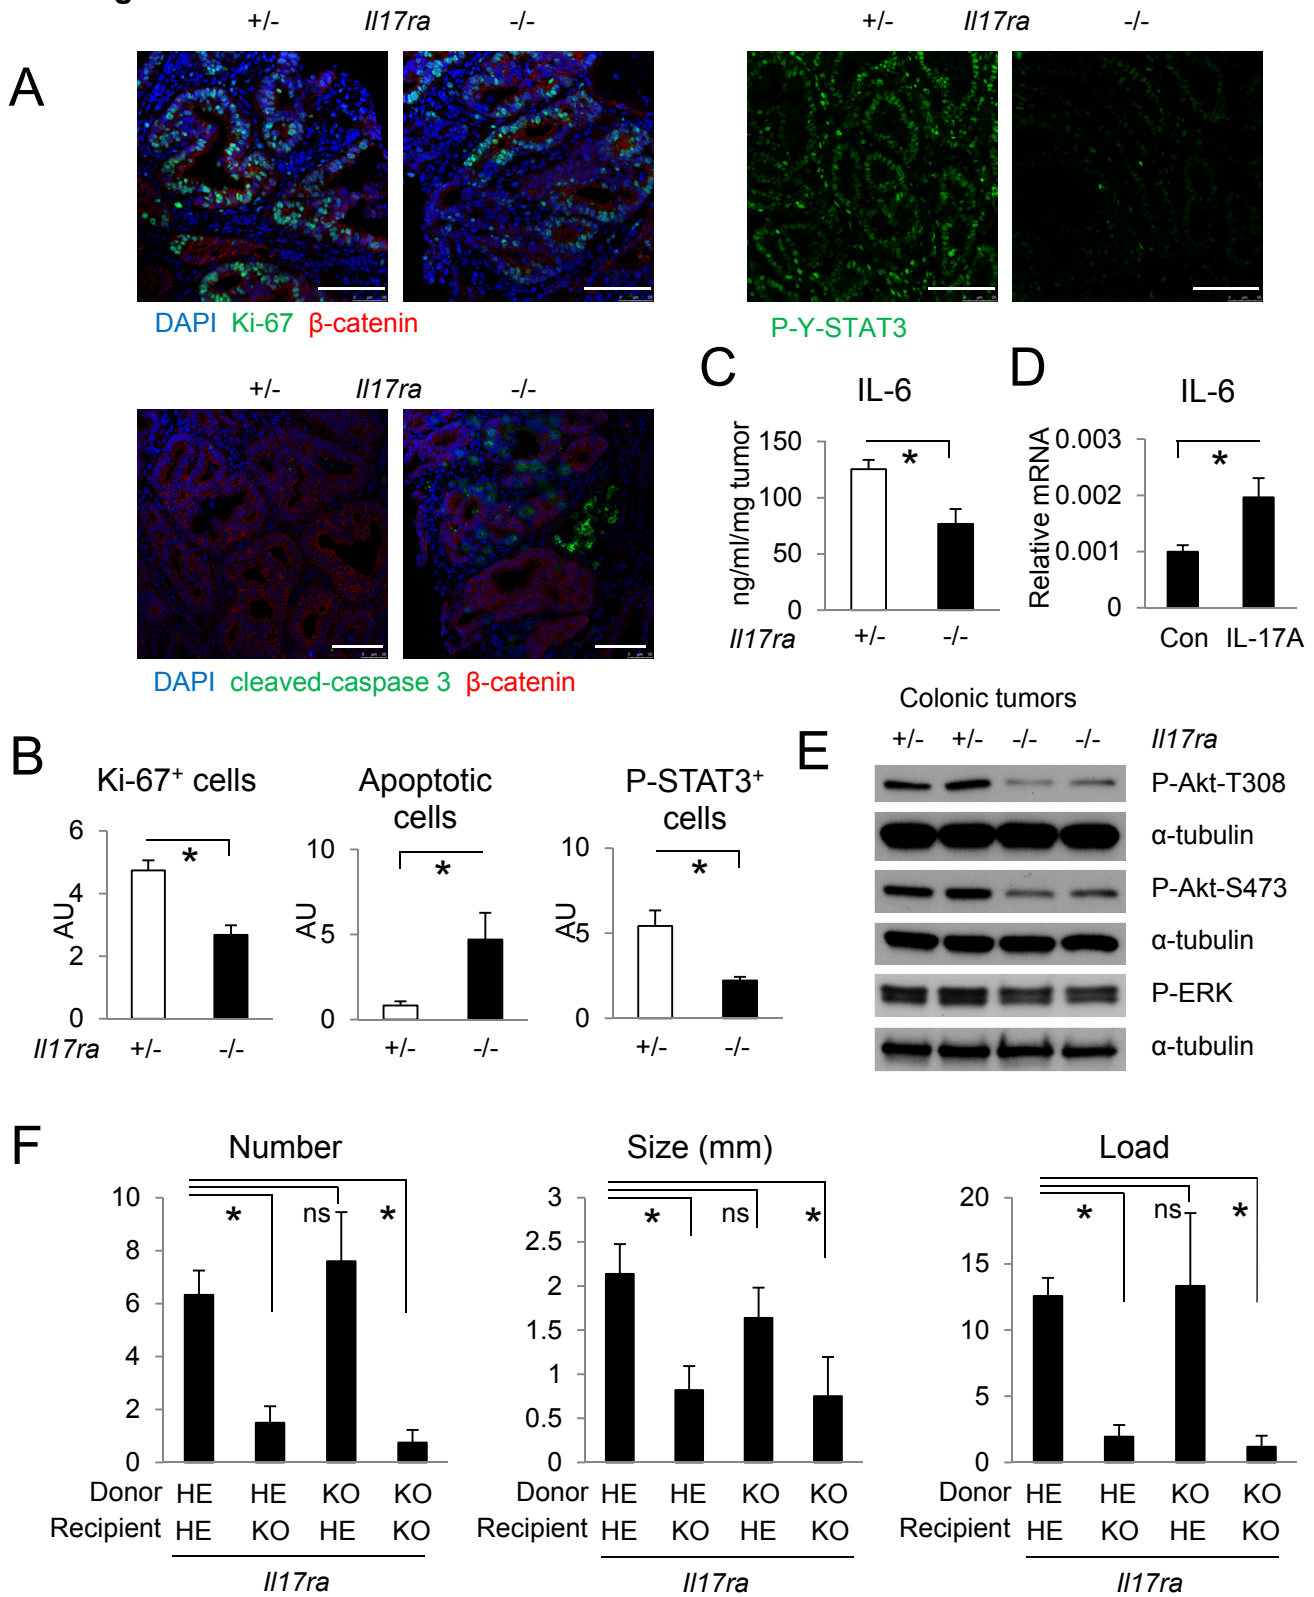 +/- Il17ra -/-
+/- Il17ra -/-
A
DAPI Ki-67 β-catenin
P-Y-STAT3
+/- Il17ra -/-
DAPI cleaved-caspase 3 β-catenin
C
IL-6
ng/ml/mg tumor
150
100
50
0
*
Il17ra +/- -/-
D
IL-6
Relative mRNA
0.003
0.002
0.001
0
*
Con IL-17A
B
Ki-67+ cells
AU
6
4
2
0
*
Il17ra +/- -/-
Apoptotic
cells
AU
10
5
0
*
+/- -/-
P-STAT3+
cells
AU
10
5
0
*
+/- -/-
E
Colonic tumors
+/- +/- -/- -/- Il17ra
P-Akt-T308
α-tubulin
P-Akt-S473
α-tubulin
P-ERK
α-tubulin
F
Number
10
8
6
4
2
0
* ns *
Donor HE HE KO KO
Recipient HE KO HE KO
Il17ra
Size (mm)
3
2.5
2
1.5
1
0.5
0
* ns *
Donor HE HE KO KO
Recipient HE KO HE KO
Il17ra
Load
20
15
10
5
0
* ns *
Donor HE HE KO KO
Recipient HE KO HE KO
Il17ra